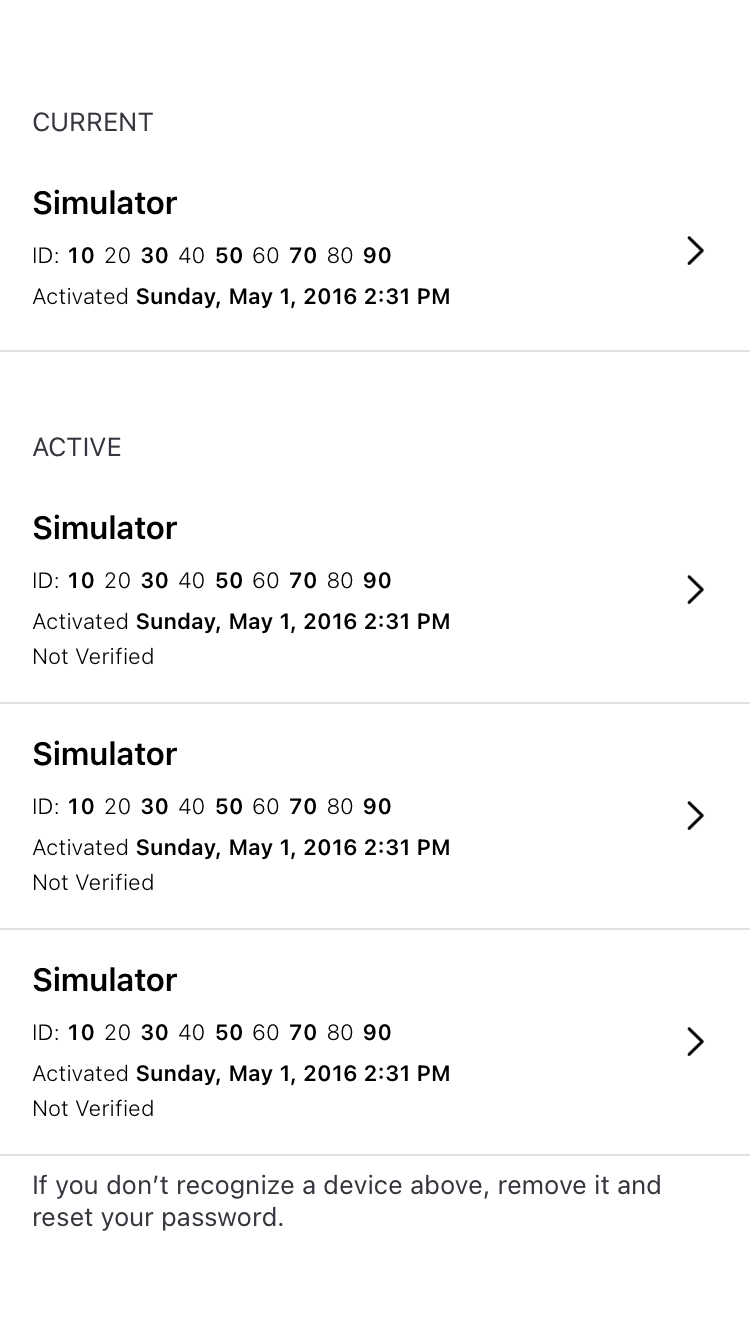 CURRENT
Simulator
ID: 10 20 30 40 50 60 70 80 90
Activated Sunday, May 1, 2016 2:31 PM
ACTIVE
Simulator
ID: 10 20 30 40 50 60 70 80 90
Activated Sunday, May 1, 2016 2:31 PM
Not Verified
Simulator
ID: 10 20 30 40 50 60 70 80 90
Activated Sunday, May 1, 2016 2:31 PM
Not Verified
Simulator
ID: 10 20 30 40 50 60 70 80 90
Activated Sunday, May 1, 2016 2:31 PM
Not Verified
If you don’t recognize a device above, remove it and
reset your password.